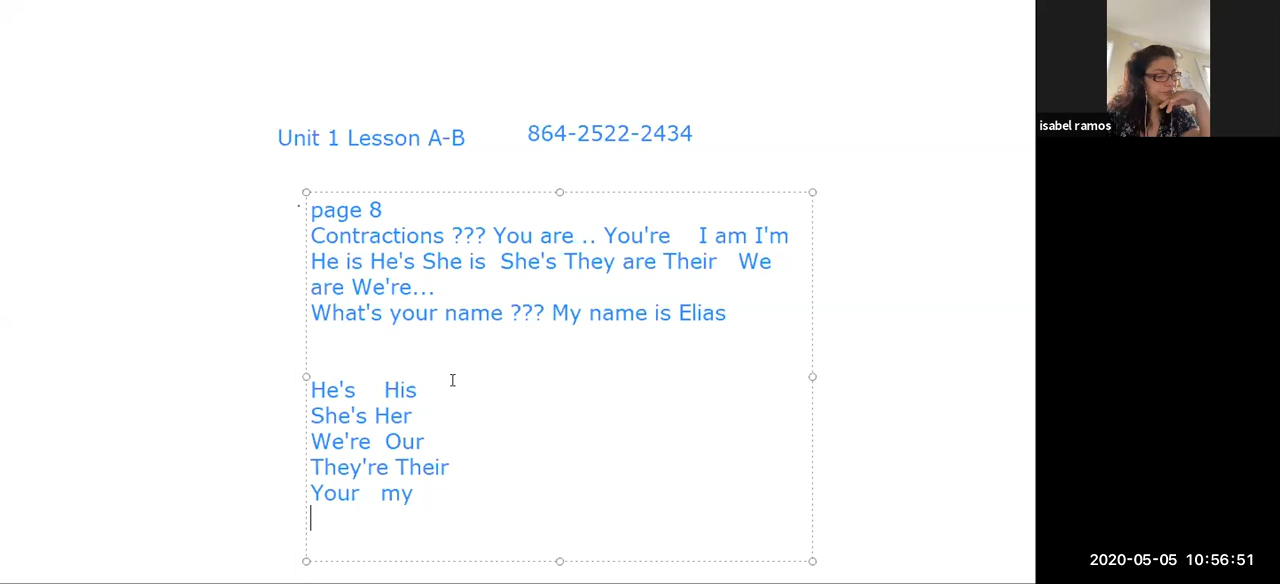 Unit 1 Lesson A-B
864-2522-2434
page 8
Contractions ??? You are .. You're I am I'm
He is He's She is She's They are Their We
are We're...
What's your name ??? My name is Elias
He's His
She's Her
We're Our
They're Their
Your my
isabel ramos
2020-05-05 10:56:51